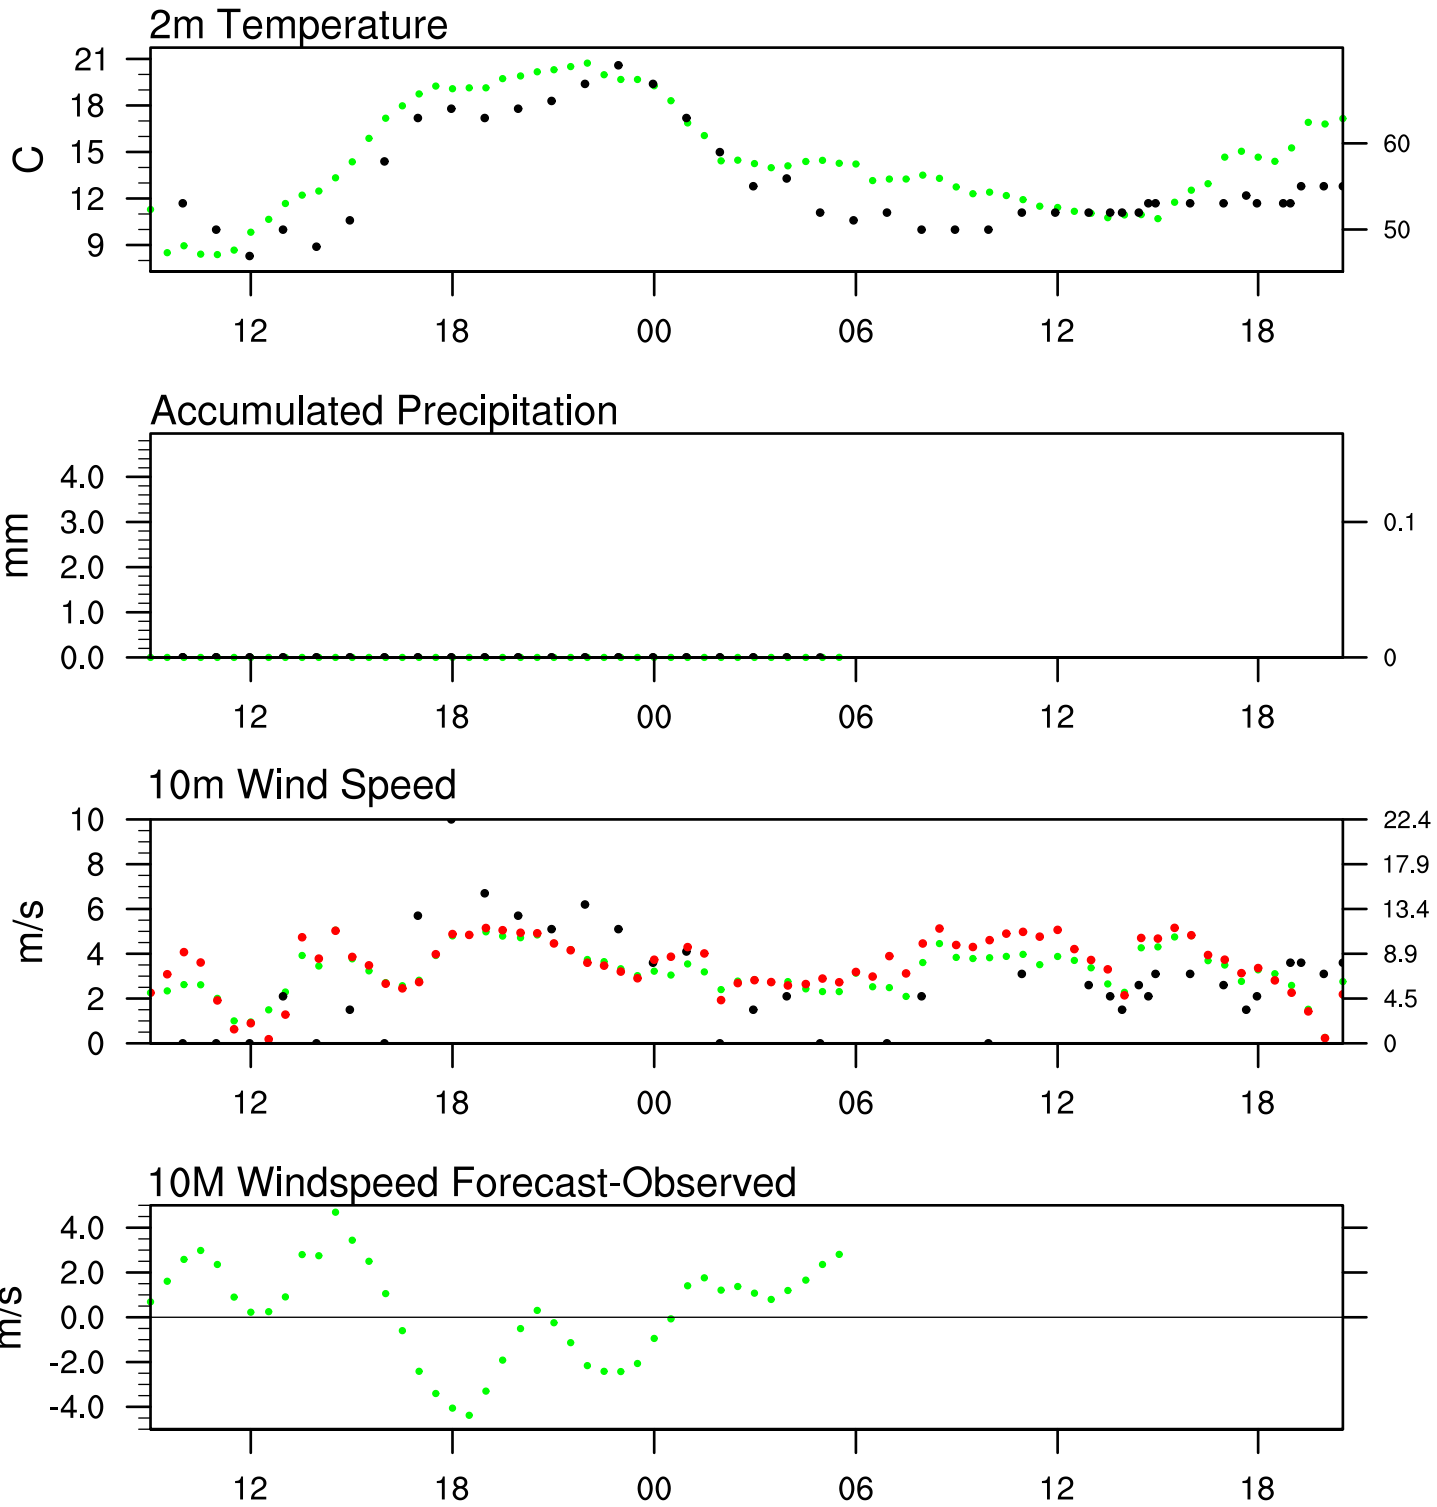 2m Temperature
21
18
15
12
9
C
60
50
12 18 00 06 12 18
Accumulated Precipitation
4.0
3.0
2.0
1.0
0.0
mm
0.1
0
12 18 00 06 12 18
10m Wind Speed
10
8
6
4
2
0
m/s
22.4
17.9
13.4
8.9
4.5
0
12 18 00 06 12 18
10M Windspeed Forecast-Observed
4.0
2.0
0.0
-2.0
-4.0
m/s
12 18 00 06 12 18